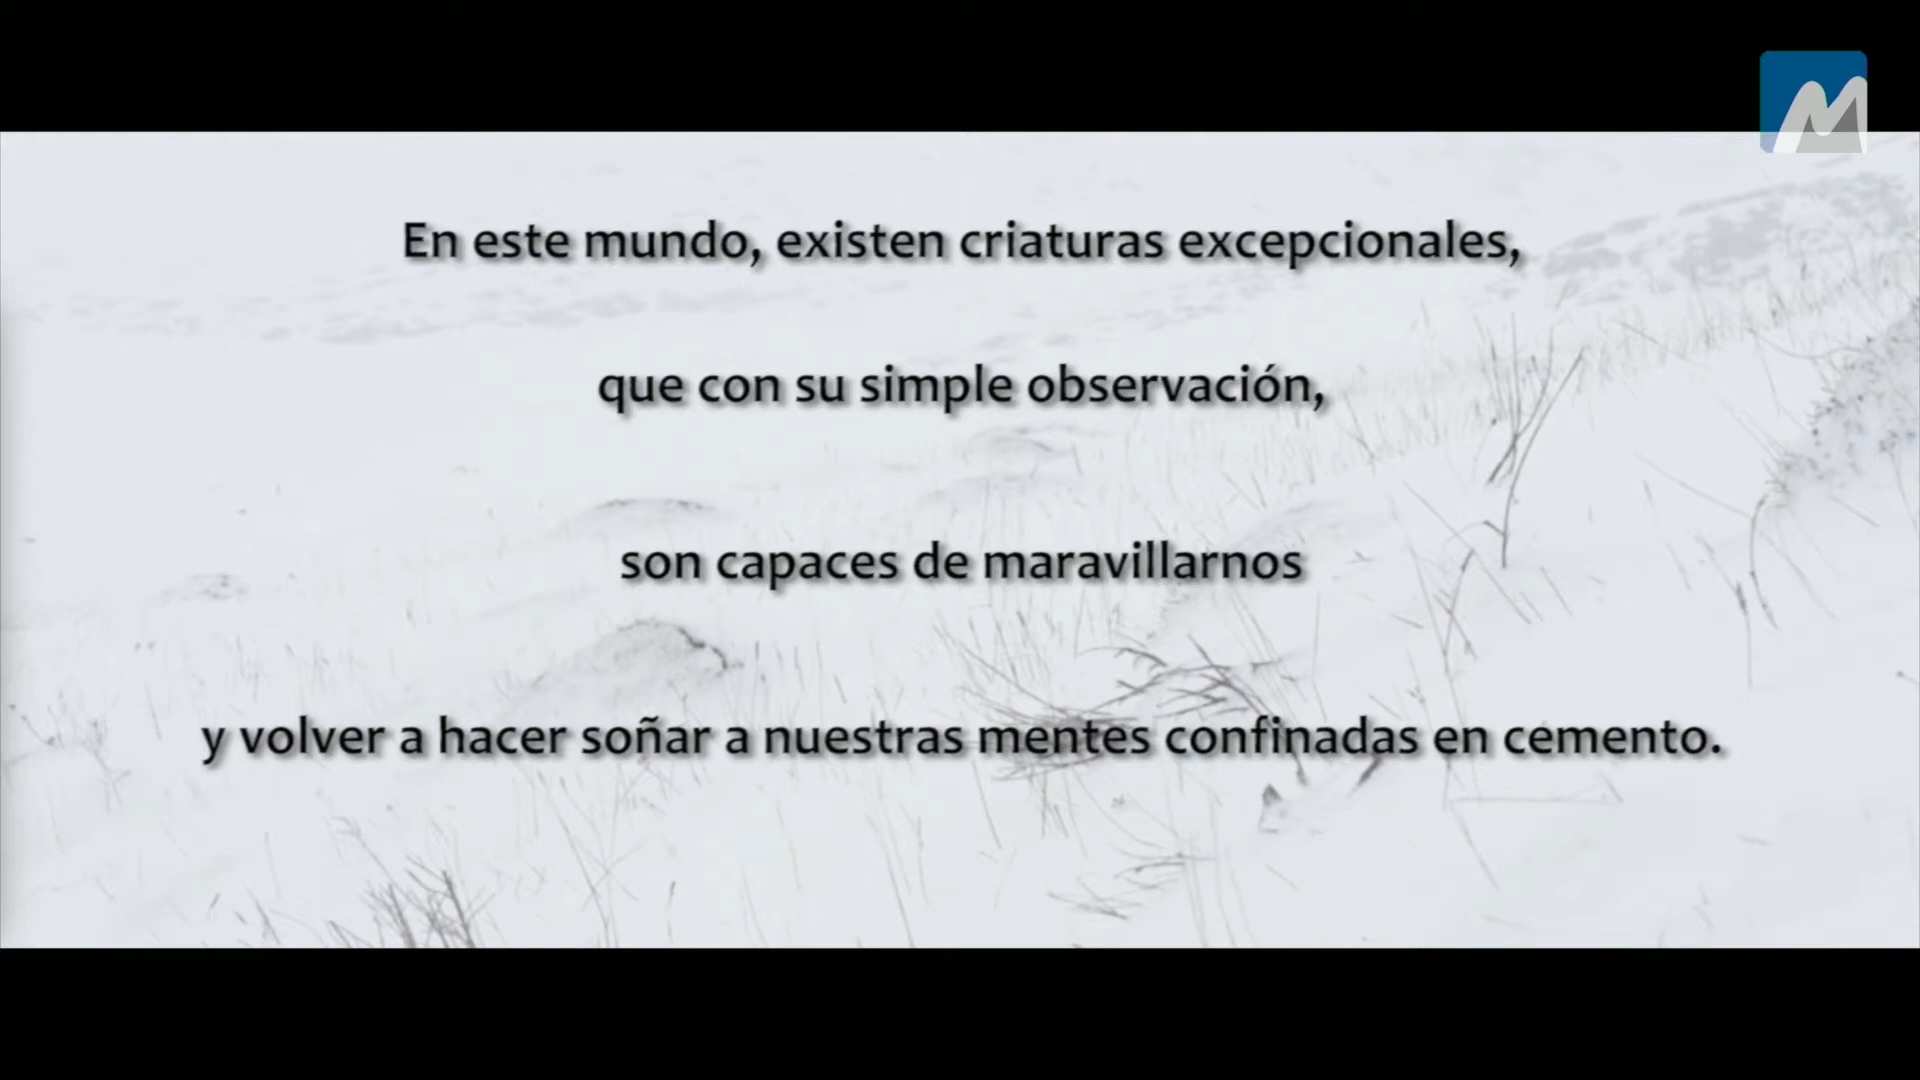 En este mundo, existen criaturas excepcionales,
que con su simple observación,
son capaces de maravillarnos
y volver a hacer soñar a nuestras mentes confinadas en cemento.